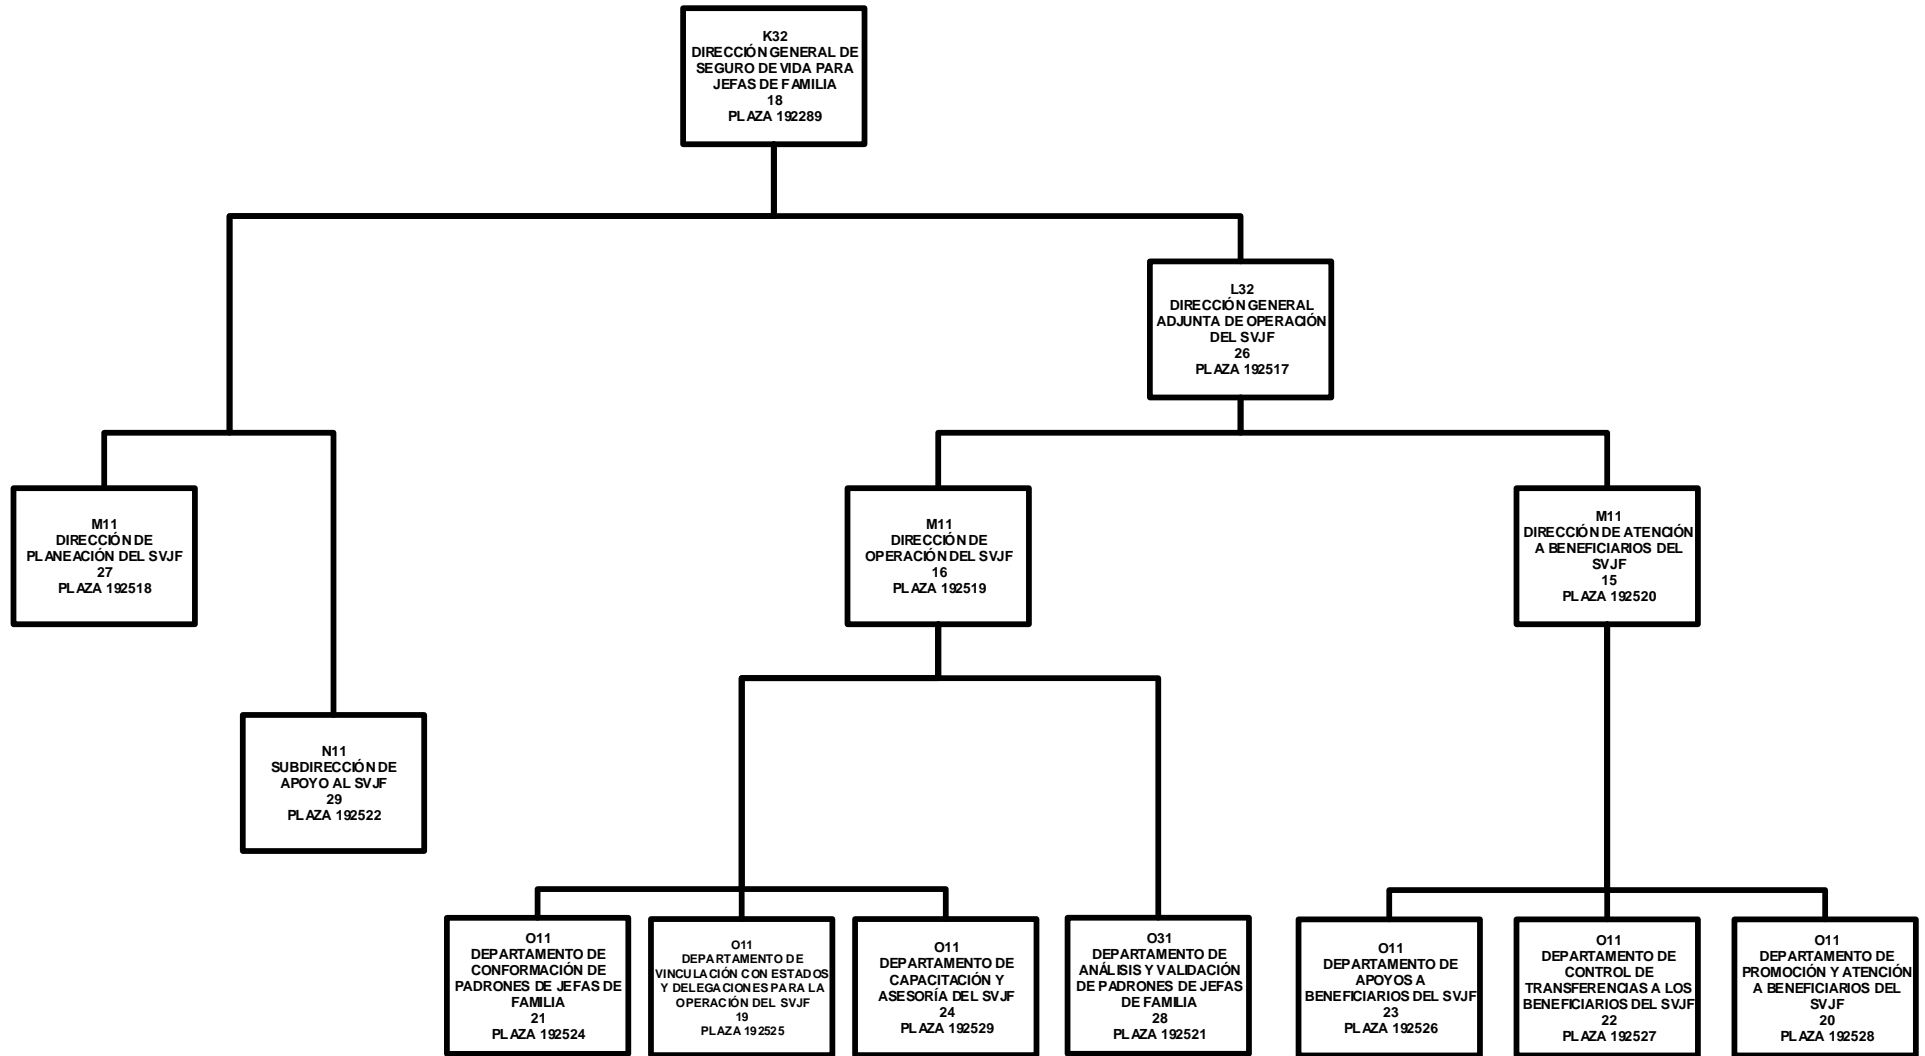 K32
DIRECCIÓN GENERAL DE
SEGURO DE VIDA PARA
JEFAS DE FAMILIA
18
PLAZA 192289
L32
DIRECCIÓN GENERAL
ADJUNTA DE OPERACIÓN
DEL SVJF
26
PLAZA 192517
M11
DIRECCIÓN DE
PLANEACIÓN DEL SVJF
27
PLAZA 192518
M11
DIRECCIÓN DE
OPERACIÓN DEL SVJF
16
PLAZA 192519
M11
DIRECCIÓN DE ATENCIÓN
A BENEFICIARIOS DEL
SVJF
15
PLAZA 192520
N11
SUBDIRECCIÓN DE
APOYO AL SVJF
29
PLAZA 192522
O11
DEPARTAMENTO DE
CONFORMACIÓN DE
PADRONES DE JEFAS DE
FAMILIA
21
PLAZA 192524
O11
DEPARTAMENTO DE
VINCULACIÓN CON ESTADOS
Y DELEGACIONES PARA LA
OPERACIÓN DEL SVJF
19
PLAZA 192525
O11
DEPARTAMENTO DE
CAPACITACIÓN Y
ASESORÍA DEL SVJF
24
PLAZA 192529
O31
DEPARTAMENTO DE
ANÁLISIS Y VALIDACIÓN
DE PADRONES DE JEFAS
DE FAMILIA
28
PLAZA 192521
O11
DEPARTAMENTO DE
APOYOS A
BENEFICIARIOS DEL SVJF
23
PLAZA 192526
O11
DEPARTAMENTO DE
CONTROL DE
TRANSFERENCIAS A LOS
BENEFICIARIOS DEL SVJF
22
PLAZA 192527
O11
DEPARTAMENTO DE
PROMOCIÓN Y ATENCIÓN
A BENEFICIARIOS DEL
SVJF
20
PLAZA 192528